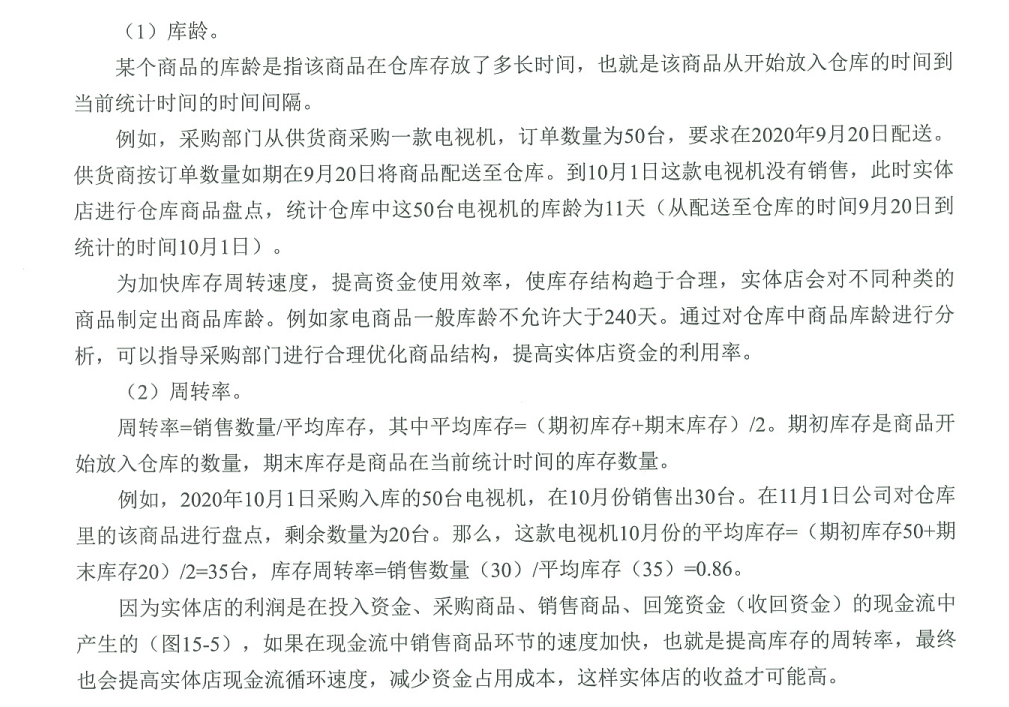 （1）库龄。
某个商品的库龄是指该商品在仓库存放了多长时间，也就是该商品从开始放入仓库的时间到
当前统计时间的时间间隔。
例如，采购部门从供货商采购一款电视机，订单数量为50台，要求在2020年9月20日配送。
供货商按订单数量如期在9月20日将商品配送至仓库。到10月1日这款电视机没有销售，此时实体
店进行仓库商品盘点，统计仓库中这50台电视机的库龄为11天（从配送至仓库的时间9月20日到
统计的时间10月1日）。
为加快库存周转速度，提高资金使用效率，使库存结构趋于合理，实体店会对不同种类的
商品制定出商品库龄。例如家电商品一般库龄不允许大于240天。通过对仓库中商品库龄进行分
析，可以指导采购部门进行合理优化商品结构，提高实体店资金的利用率。
（2）周转率。
周转率=销售数量/平均库存，其中平均库存=（期初库存+期末库存）/2。期初库存是商品开
始放入仓库的数量，期末库存是商品在当前统计时间的库存数量。
例如，2020年10月1日采购入库的50台电视机，在10月份销售出30台。在11月1日公司对仓库
里的该商品进行盘点，剩余数量为20台。那么，这款电视机10月份的平均库存=（期初库存50+期
末库存20）/2=35台，库存周转率=销售数量（30）/平均库存（35）=0.86。
因为实体店的利润是在投入资金、采购商品、销售商品、回笼资金（收回资金）的现金流中
产生的（图15-5），如果在现金流中销售商品环节的速度加快，也就是提高库存的周转率，最终
也会提高实体店现金流循环速度，减少资金占用成本，这样实体店的收益才可能高。